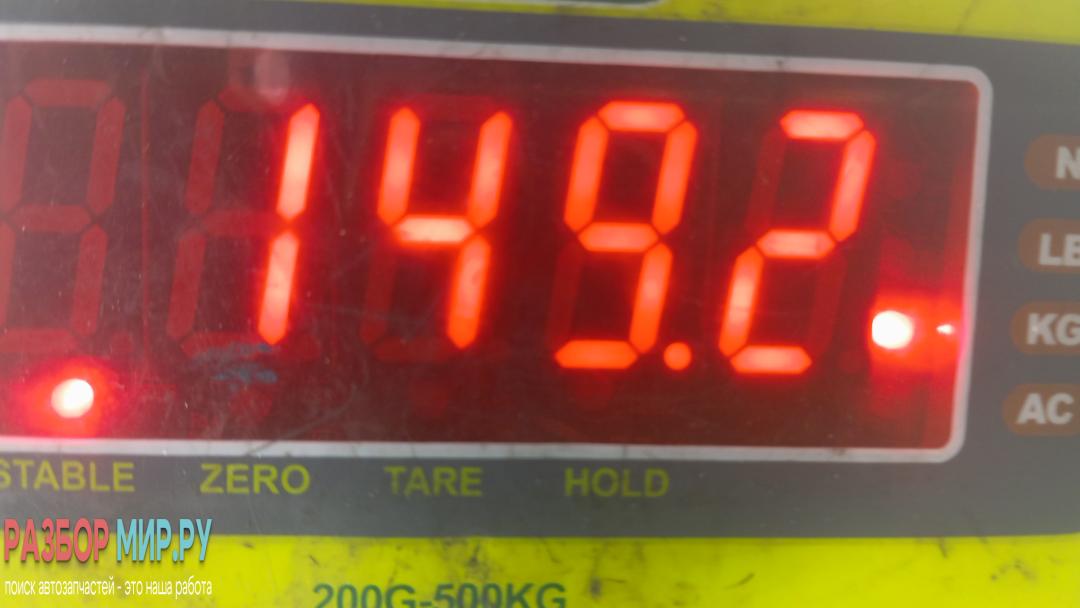 149.2
N
LB
KG
AC
STABLE ZERO TARE HOLD
РАЗБОР МИР.РУ
поиск автозапчастей - это наша работа
200G-500KG